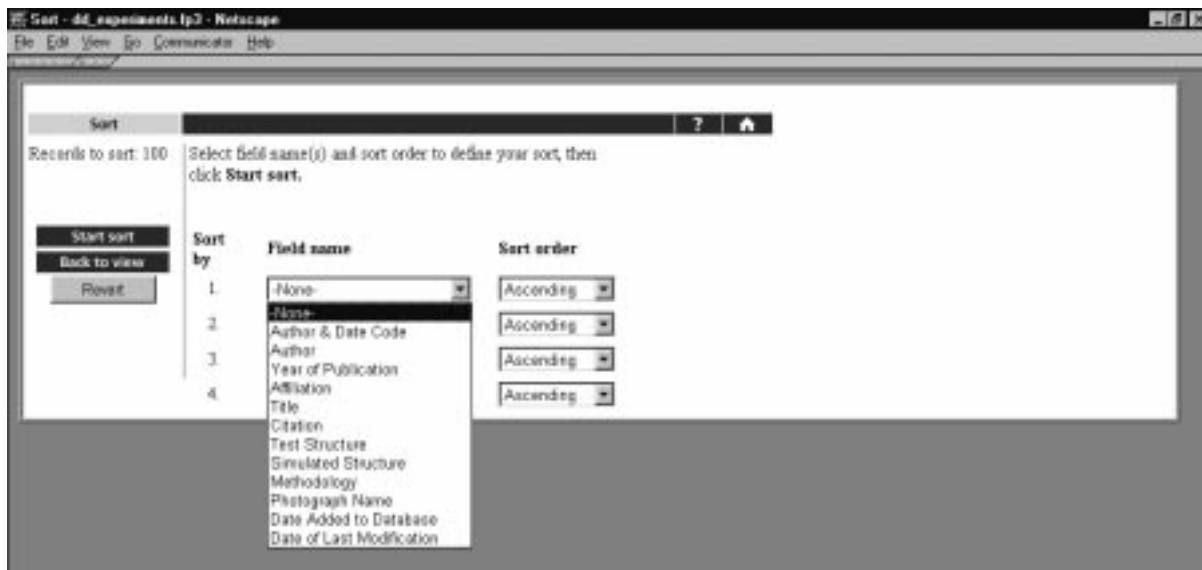 Sort - dd_experiments.fp3 - Netscape
File Edit View Go Communicator Help
Sort ?
Records to sort: 100
Select field name(s) and sort order to define your sort, then
click Start sort.
Start sort
Back to view
Revert
Sort by Field name Sort order
1. -None- Ascending
2. Ascending
3. Ascending
4. Ascending
-None-
Author & Date Code
Author
Year of Publication
Affiliation
Title
Citation
Test Structure
Simulated Structure
Methodology
Photograph Name
Date Added to Database
Date of Last Modification